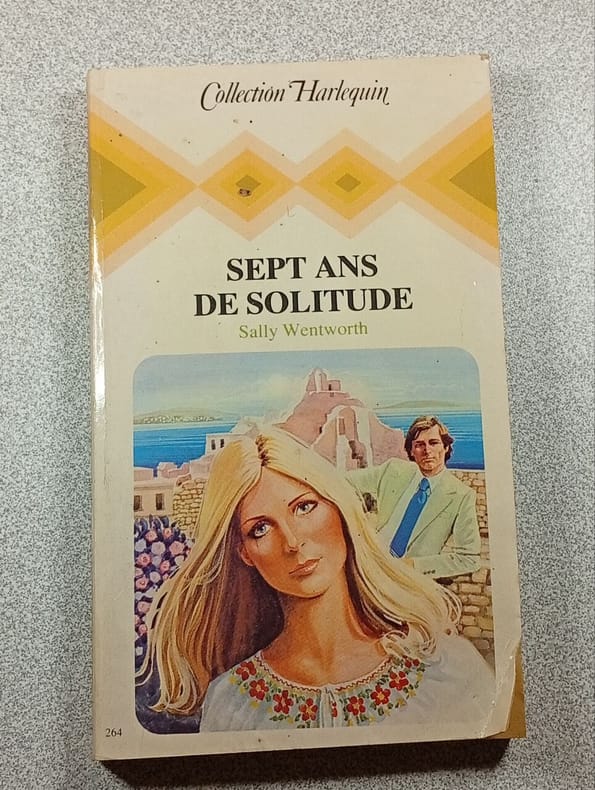 Collection Harlequin
SEPT ANS
DE SOLITUDE
Sally Wentworth
264